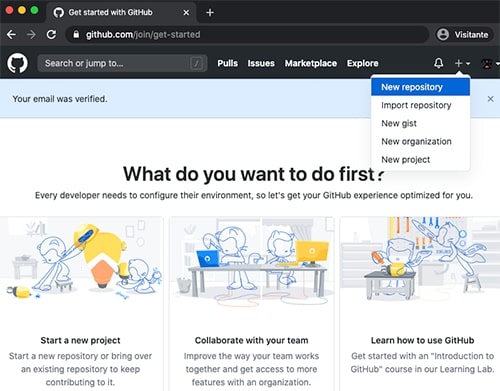 Get started with GitHub
github.com/join/get-started
Visitante
Search or jump to...
/
Pulls
Issues
Marketplace
Explore
New repository
Import repository
New gist
New organization
New project
Your email was verified.
What do you want to do first?
Every developer needs to configure their environment, so let's get your GitHub experience optimized for you.
Start a new project
Start a new repository or bring over
an existing repository to keep
contributing to it.
Collaborate with your team
Improve the way your team works
together and get access to more
features with an organization.
Learn how to use GitHub
Get started with an "Introduction to
GitHub" course in our Learning Lab.